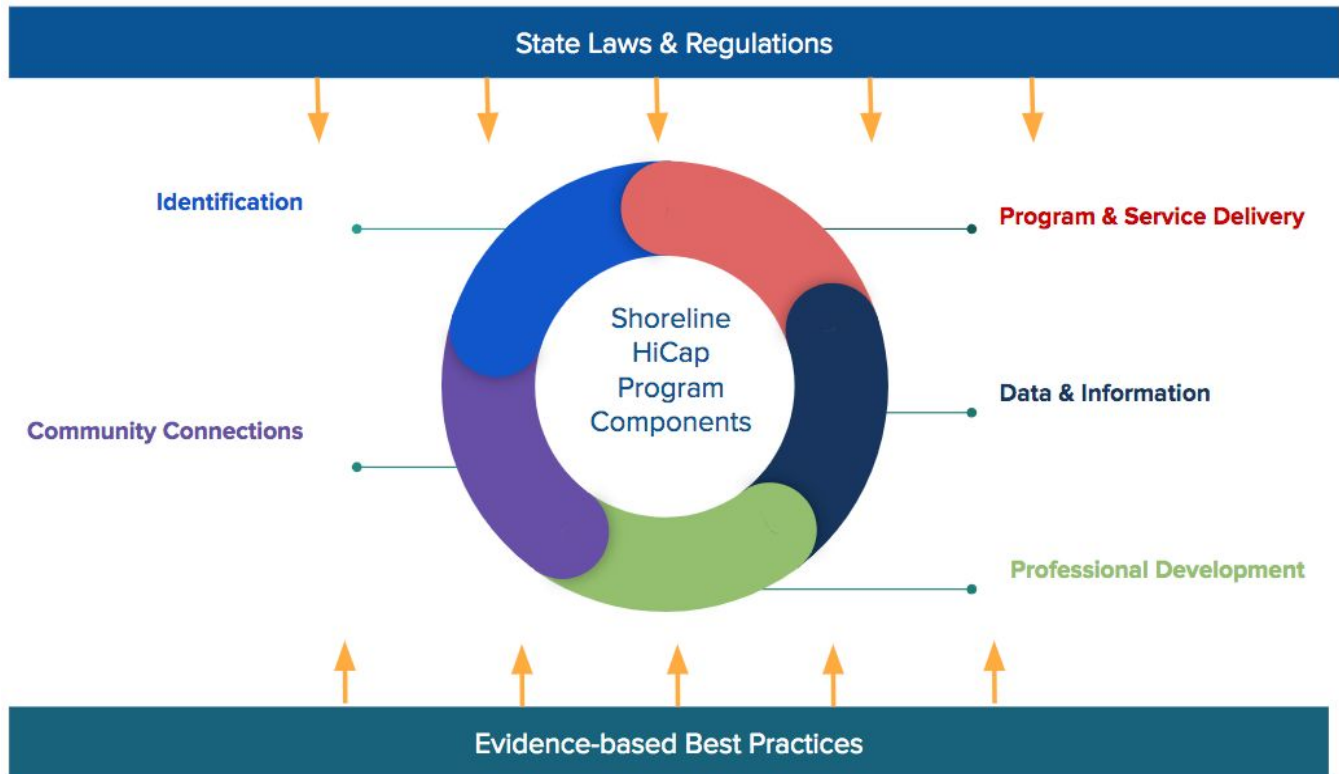 State Laws & Regulations
Identification
Program & Service Delivery
Shoreline
HiCap
Program
Components
Data & Information
Community Connections
Professional Development
Evidence-based Best Practices